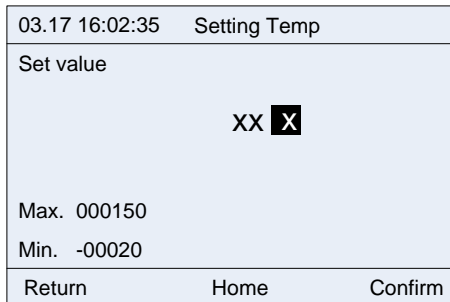 03.17 16:02:35 Setting Temp
Set value
xx x
Max. 000150
Min. -00020
Return Home Confirm